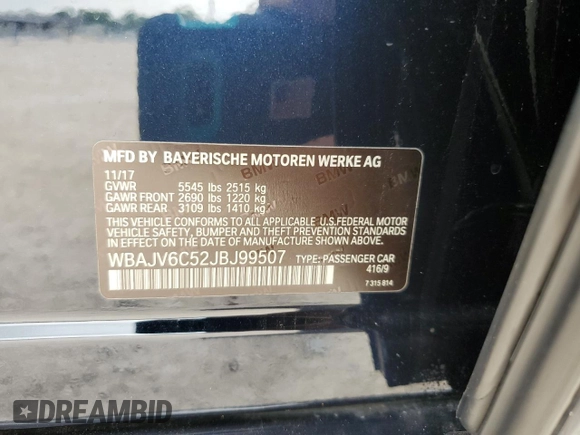 MFD BY BAYERISCHE MOTOREN WERKE AG
11/17
GVWR 5545 lbs 2515 kg
GAWR FRONT 2690 lbs 1220 kg
GAWR REAR 3109 lbs 1410 kg
THIS VEHICLE CONFORMS TO ALL APPLICABLE U.S.FEDERAL MOTOR
VEHICLE SAFETY, BUMPER, AND THEFT PREVENTION STANDARDS
IN EFFECT ON THE DATE OF MANUFACTURE SHOWN ABOVE.
WBAJV6C52JBJ99507 TYPE: PASSENGER CAR
416/9
7 315 814
DREAMBID